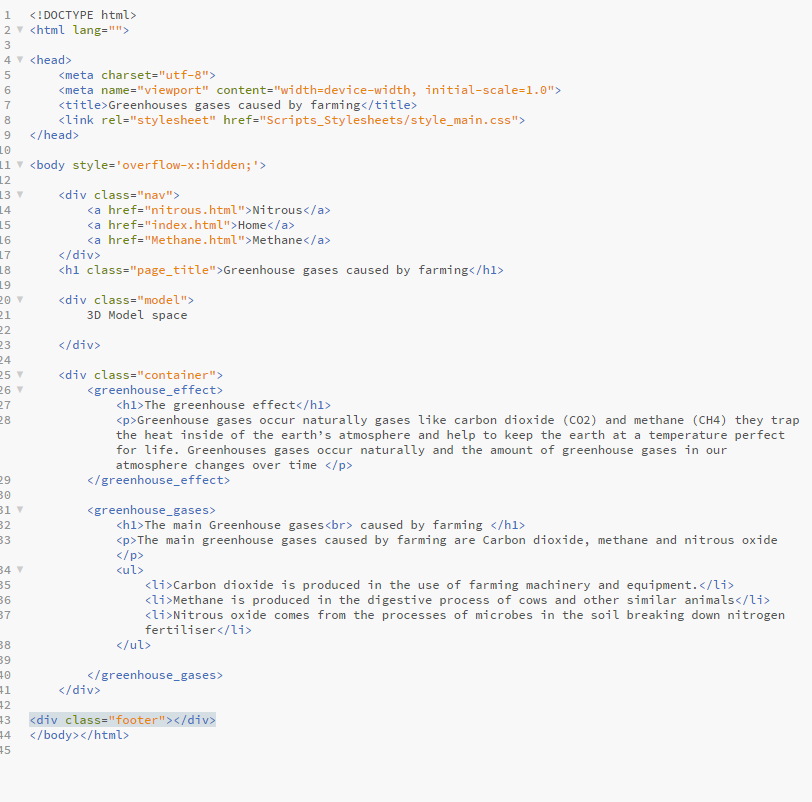 1 <!DOCTYPE html>
2 <html lang="">
3
4 <head>
5 <meta charset="utf-8">
6 <meta name="viewport" content="width=device-width, initial-scale=1.0">
7 <title>Greenhouses gases caused by farming</title>
8 <link rel="stylesheet" href="Scripts_Stylesheets/style_main.css">
9 </head>
10
11 <body style='overflow-x:hidden;'>
12
13 <div class="nav">
14 <a href="nitrous.html">Nitrous</a>
15 <a href="index.html">Home</a>
16 <a href="Methane.html">Methane</a>
17 </div>
18 <h1 class="page_title">Greenhouse gases caused by farming</h1>
19
20 <div class="model">
21 3D Model space
22
23 </div>
24
25 <div class="container">
26 <greenhouse_effect>
27 <h1>The greenhouse effect</h1>
28 <p>Greenhouse gases occur naturally gases like carbon dioxide (CO2) and methane (CH4) they trap
the heat inside of the earth’s atmosphere and help to keep the earth at a temperature perfect
for life. Greenhouses gases occur naturally and the amount of greenhouse gases in our
atmosphere changes over time </p>
29 </greenhouse_effect>
30
31 <greenhouse_gases>
32 <h1>The main Greenhouse gases<br> caused by farming </h1>
33 <p>The main greenhouse gases caused by farming are Carbon dioxide, methane and nitrous oxide
</p>
34 <ul>
35 <li>Carbon dioxide is produced in the use of farming machinery and equipment.</li>
36 <li>Methane is produced in the digestive process of cows and other similar animals</li>
37 <li>Nitrous oxide comes from the processes of microbes in the soil breaking down nitrogen
fertiliser</li>
38 </ul>
39
40 </greenhouse_gases>
41 </div>
42
43 <div class="footer"></div>
44 </body></html>
45